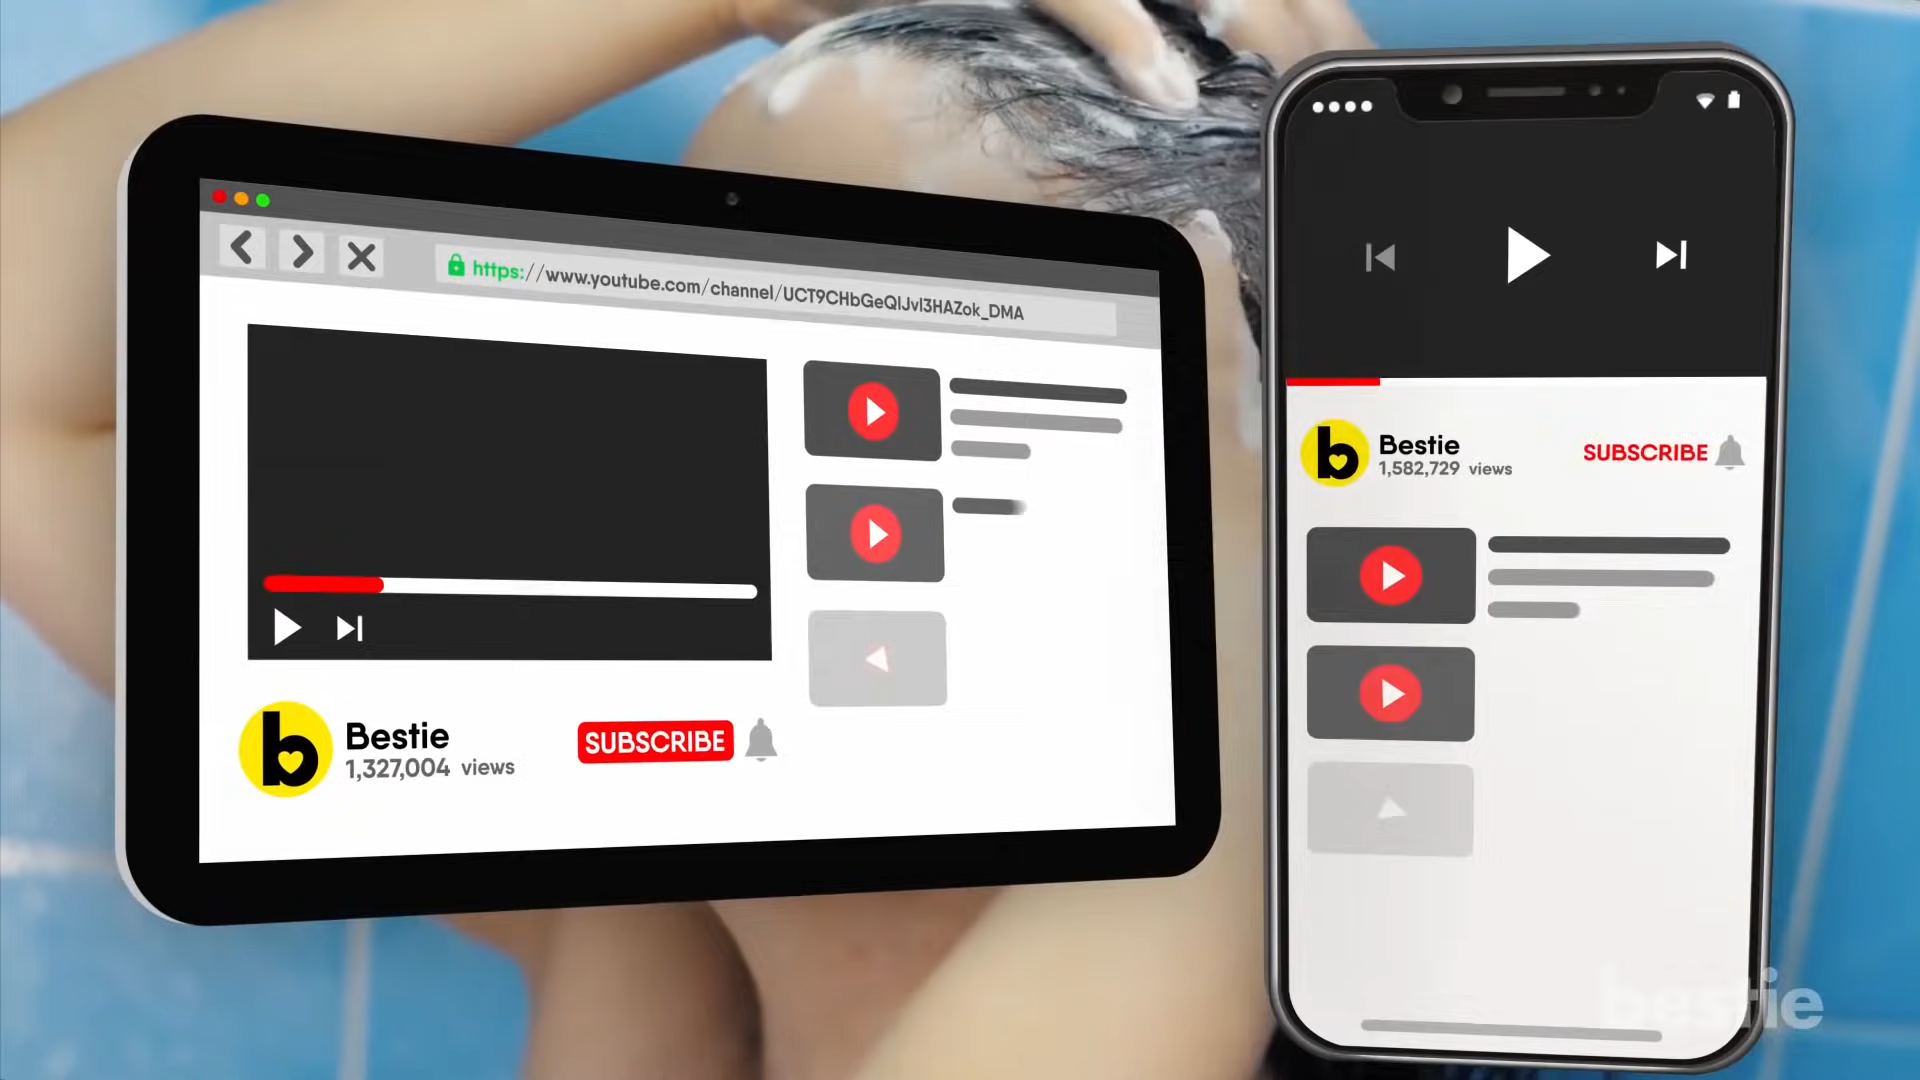 https://www.youtube.com/channel/UCT9CHbGeQlJvl3HAZok_DMA
Bestie
1,327,004 views
SUBSCRIBE
Bestie
1,582,729 views
SUBSCRIBE
bestie